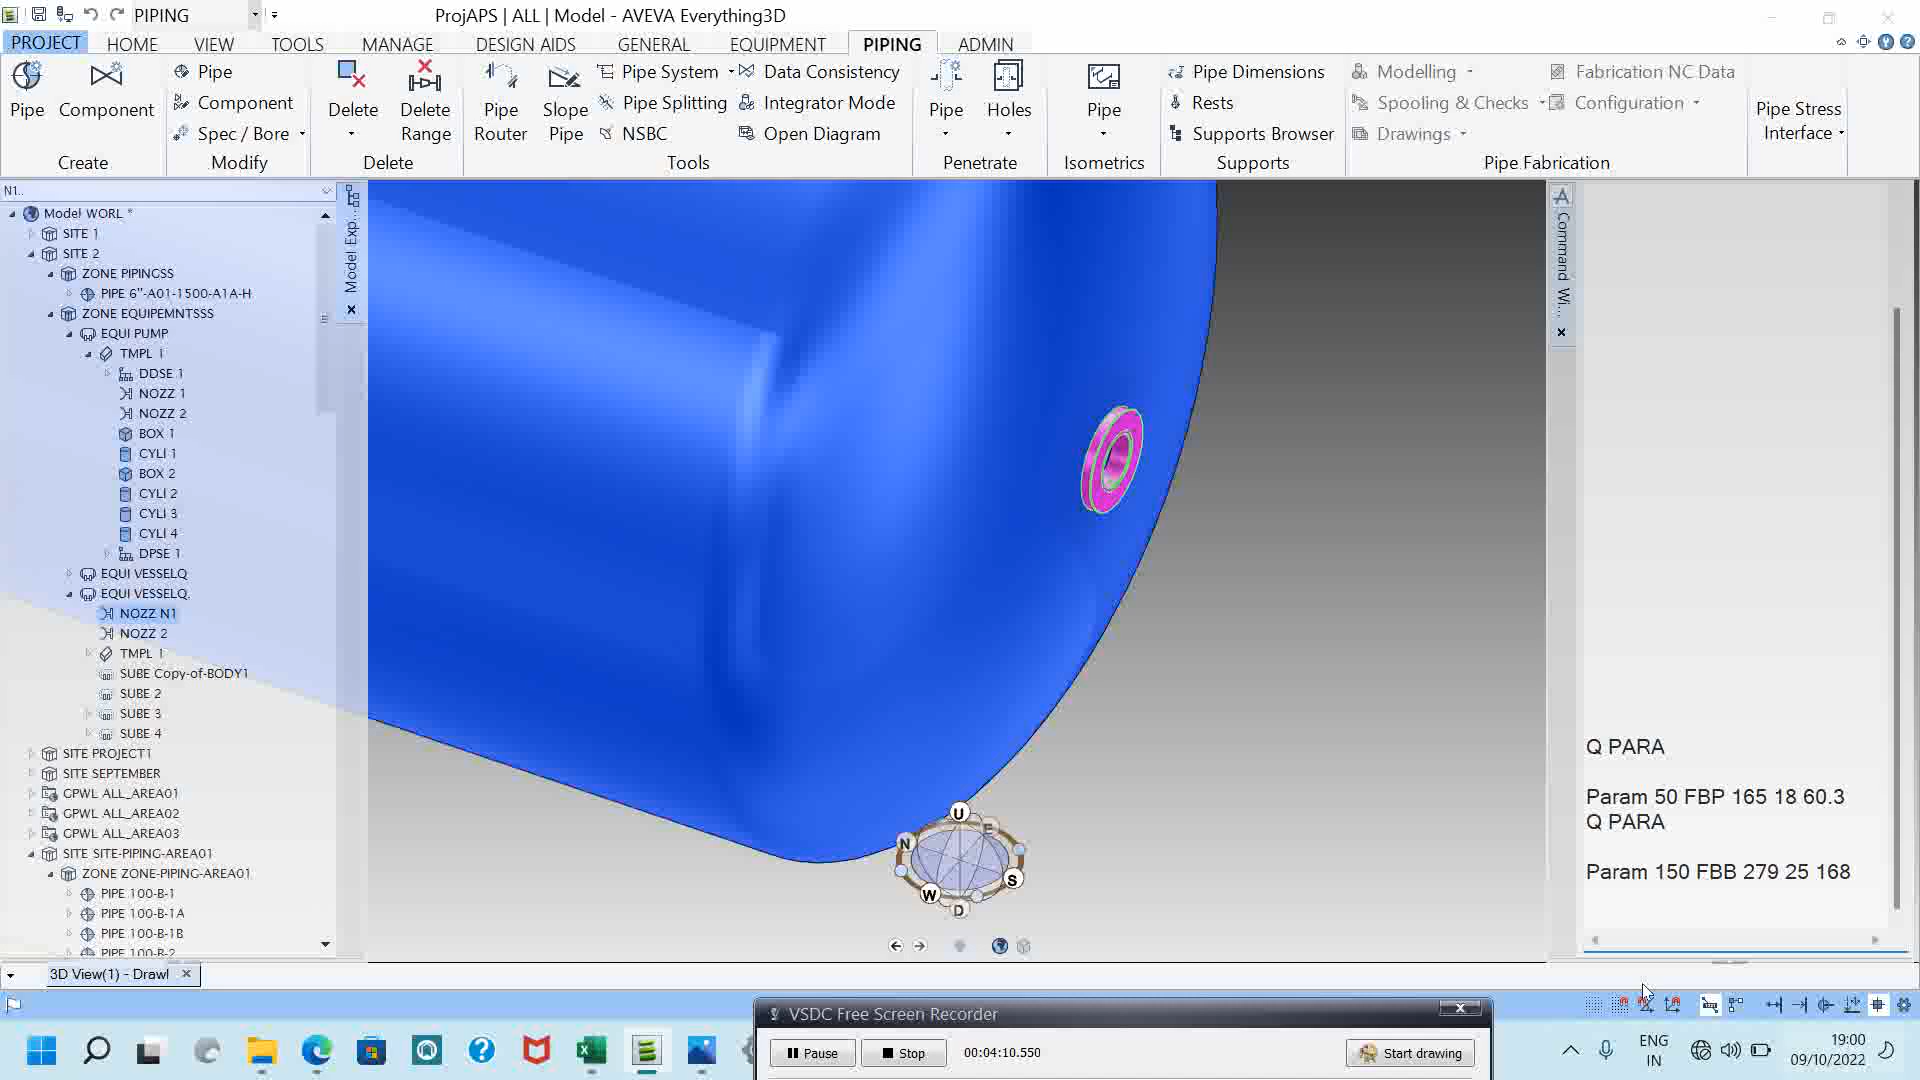 PIPING
ProjAPS | ALL | Model - AVEVA Everything3D
PROJECT HOME VIEW TOOLS MANAGE DESIGN AIDS GENERAL EQUIPMENT PIPING ADMIN
Pipe
Component
Create
Pipe
Component
Spec / Bore
Modify
Delete
Delete Range
Delete
Pipe Router
Slope Pipe
Pipe System
Pipe Splitting
NSBC
Data Consistency
Integrator Mode
Open Diagram
Tools
Pipe
Holes
Penetrate
Pipe
Isometrics
Pipe Dimensions
Rests
Supports Browser
Supports
Modelling
Spooling & Checks
Drawings
Fabrication NC Data
Configuration
Pipe Fabrication
Pipe Stress
Interface
N1..
Model WORL *
SITE 1
SITE 2
ZONE PIPINGSS
PIPE 6"-A01-1500-A1A-H
ZONE EQUIPEMNTSSS
EQUI PUMP
TMPL 1
DDSE 1
NOZZ 1
NOZZ 2
BOX 1
CYLI 1
BOX 2
CYLI 2
CYLI 3
CYLI 4
DPSE 1
EQUI VESSELQ
EQUI VESSELQ.
NOZZ N1
NOZZ 2
TMPL 1
SUBE Copy-of-BODY1
SUBE 2
SUBE 3
SUBE 4
SITE PROJECT1
SITE SEPTEMBER
GPWL ALL_AREA01
GPWL ALL_AREA02
GPWL ALL_AREA03
SITE SITE-PIPING-AREA01
ZONE ZONE-PIPING-AREA01
PIPE 100-B-1
PIPE 100-B-1A
PIPE 100-B-1B
PIPE 100-B-2
Model Exp...
U
E
N
S
W
D
Command Wi...
Q PARA
Param 50 FBP 165 18 60.3
Q PARA
Param 150 FBB 279 25 168
3D View(1) - Drawl
VSDC Free Screen Recorder
Pause Stop 00:04:10.550 Start drawing
ENG
IN
19:00
09/10/2022